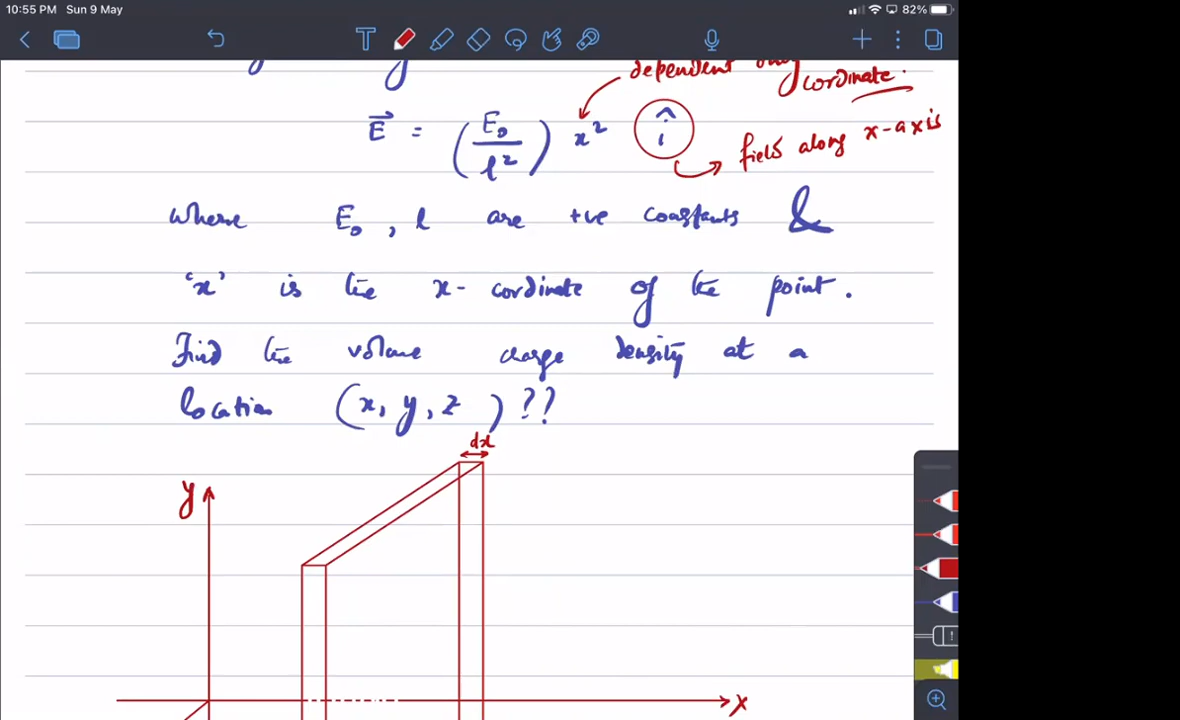 10:55 PM Sun 9 May 82%
dependent only
cordinate.
E⃗ = (E₀/l²) x² î
field along x-axis
where E₀, l are +ve constants &
'x' is the x-cordinate of the point.
Find the volume charge density at a
location (x, y, z)??
dx
y
x